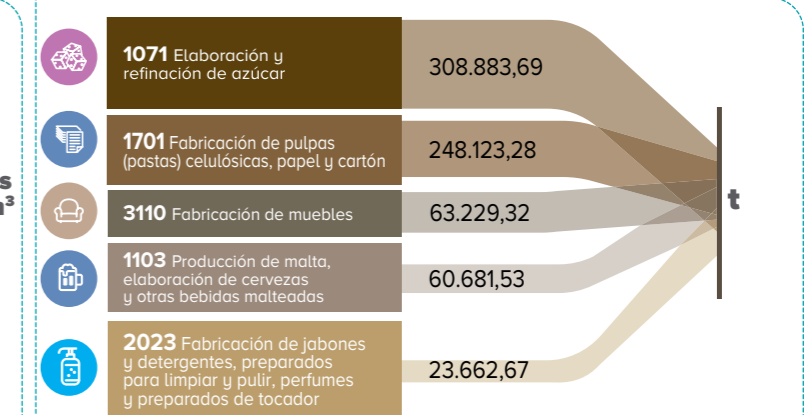 1071 Elaboración y
refinación de azúcar
308.883,69
1701 Fabricación de pulpas
(pastas) celulósicas, papel y cartón
248.123,28
s
m³
3110 Fabricación de muebles
63.229,32
t
1103 Producción de malta,
elaboración de cervezas
y otras bebidas malteadas
60.681,53
2023 Fabricación de jabones
y detergentes, preparados
para limpiar y pulir, perfumes
y preparados de tocador
23.662,67